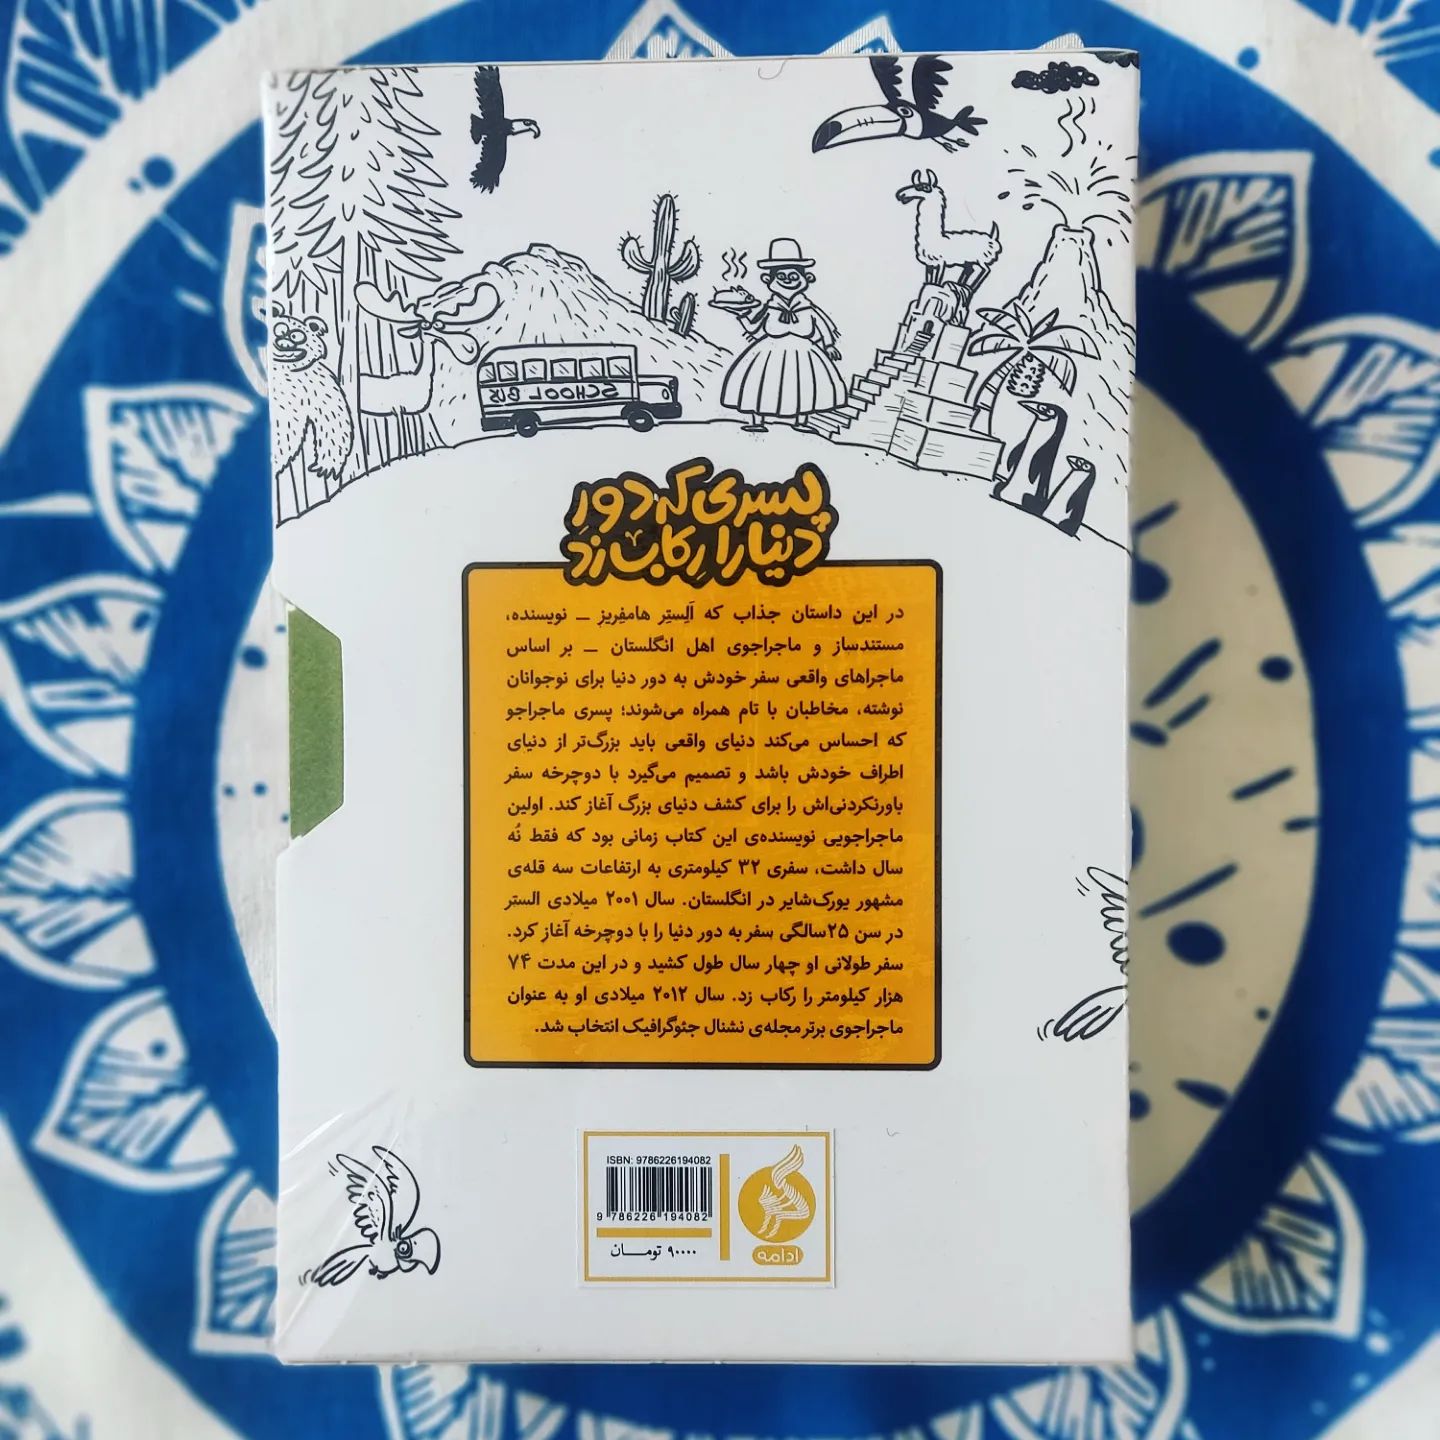 SCHOOL BUS
پسری که دور
دنیا را رکاب زد
در این داستان جذاب که اَلِستِر هامفِریز ــ نویسنده،
مستندساز و ماجراجوی اهل انگلستان ــ بر اساس
ماجراهای واقعی سفر خودش به دور دنیا برای نوجوانان
نوشته، مخاطبان با تام همراه می‌شوند؛ پسری ماجراجو
که احساس می‌کند دنیای واقعی باید بزرگ‌تر از دنیای
اطراف خودش باشد و تصمیم می‌گیرد با دوچرخه سفر
باورنکردنی‌اش را برای کشف دنیای بزرگ آغاز کند. اولین
ماجراجویی نویسنده‌ی این کتاب زمانی بود که فقط نُه
سال داشت، سفری ۳۲ کیلومتری به ارتفاعات سه قله‌ی
مشهور یورک‌شایر در انگلستان. سال ۲۰۰۱ میلادی الستر
در سن ۲۵سالگی سفر به دور دنیا را با دوچرخه آغاز کرد.
سفر طولانی او چهار سال طول کشید و در این مدت ۷۴
هزار کیلومتر را رکاب زد. سال ۲۰۱۲ میلادی او به عنوان
ماجراجوی برتر مجله‌ی نشنال جئوگرافیک انتخاب شد.
ISBN: 9786226194082
9 786226 194082
۹۰۰۰۰ تومــان
ادامه